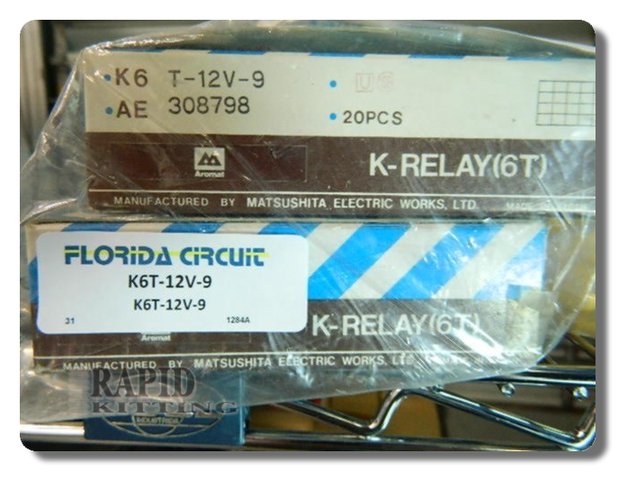 K6 T-12V-9
AE 308798
20PCS
Aromat
K-RELAY(6T)
MANUFACTURED BY MATSUSHITA ELECTRIC WORKS, LTD.
FLORIDA CIRCUIT
K6T-12V-9
K6T-12V-9
31 1284A
Aromat
K-RELAY(6T)
MANUFACTURED BY MATSUSHITA ELECTRIC WORKS, LTD
RAPID
KITTING
INDUSTRIAL